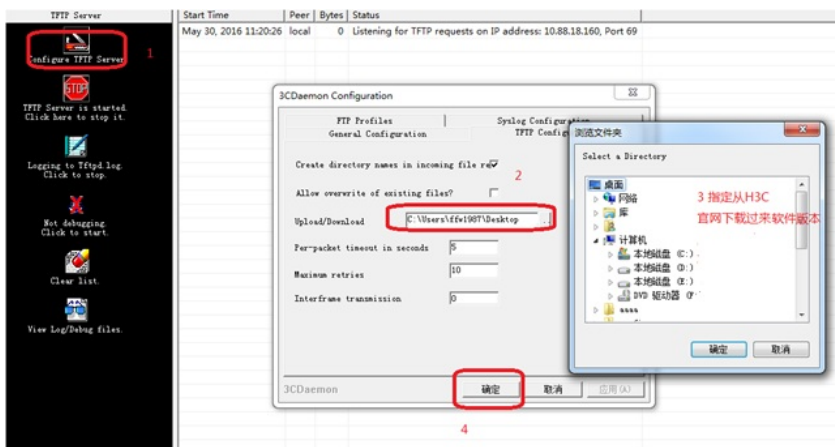 TFTP Server
Start Time Peer Bytes Status
May 30, 2016 11:20:26 local 0 Listening for TFTP requests on IP address: 10.88.18.160, Port 69
Configure TFTP Server
1
TFTP Server is started.
Click here to stop it.
Logging to Tftpd.log.
Click to stop.
Not debugging.
Click to start.
Clear list.
View Log/Debug files.
3CDaemon Configuration
FTP Profiles
Syslog Configuration
General Configuration
TFTP Config
Create directory names in incoming file re
2
Allow overwrite of existing files?
Upload/Download
C:\Users\ffw1987\Desktop
Per-packet timeout in seconds
5
Maximum retries
10
Interframe transmission
0
3CDaemon
确定
取消
应用(A)
4
浏览文件夹
Select a Directory
桌面
网络
库
计算机
本地磁盘 (C:)
本地磁盘 (D:)
本地磁盘 (E:)
DVD 驱动器 (F:
aaaa
3 指定从H3C
官网下载过来软件版本
确定
取消